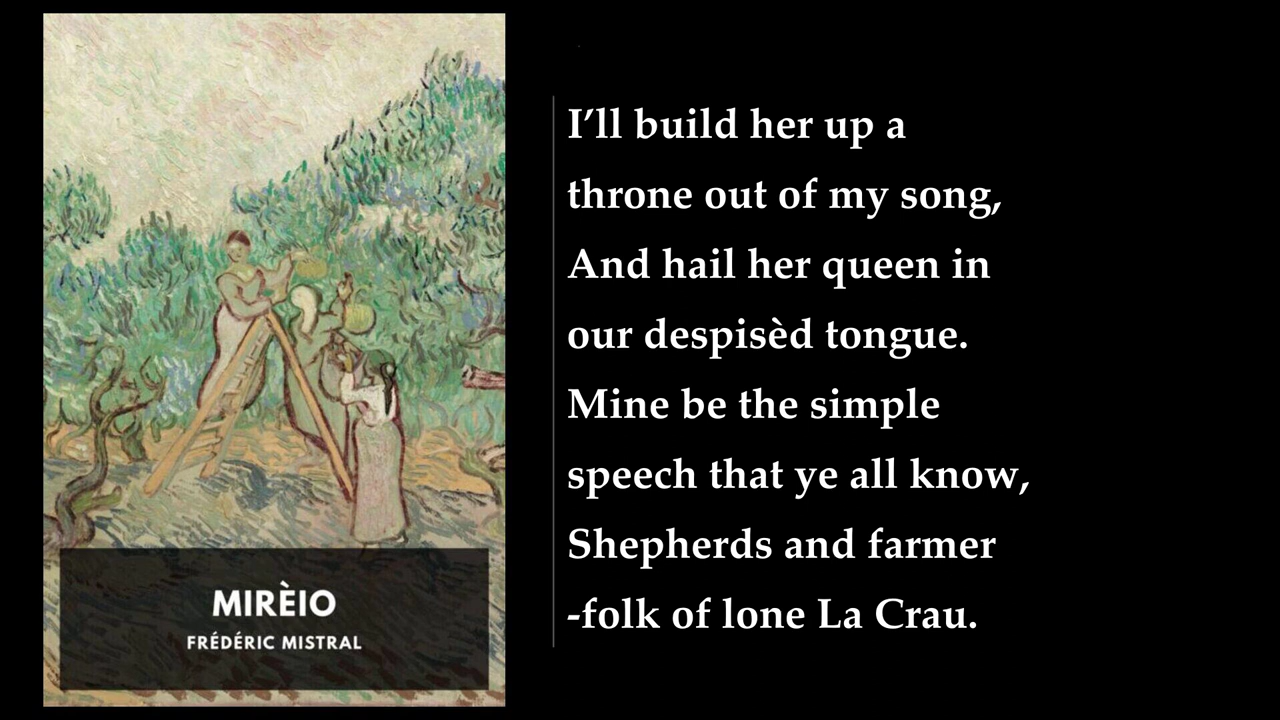 MIRÈIO
FRÉDÉRIC MISTRAL
I’ll build her up a
throne out of my song,
And hail her queen in
our despisèd tongue.
Mine be the simple
speech that ye all know,
Shepherds and farmer
-folk of lone La Crau.